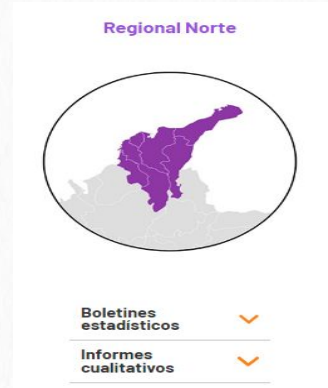 Regional Norte
Boletines
estadísticos
Informes
cualitativos